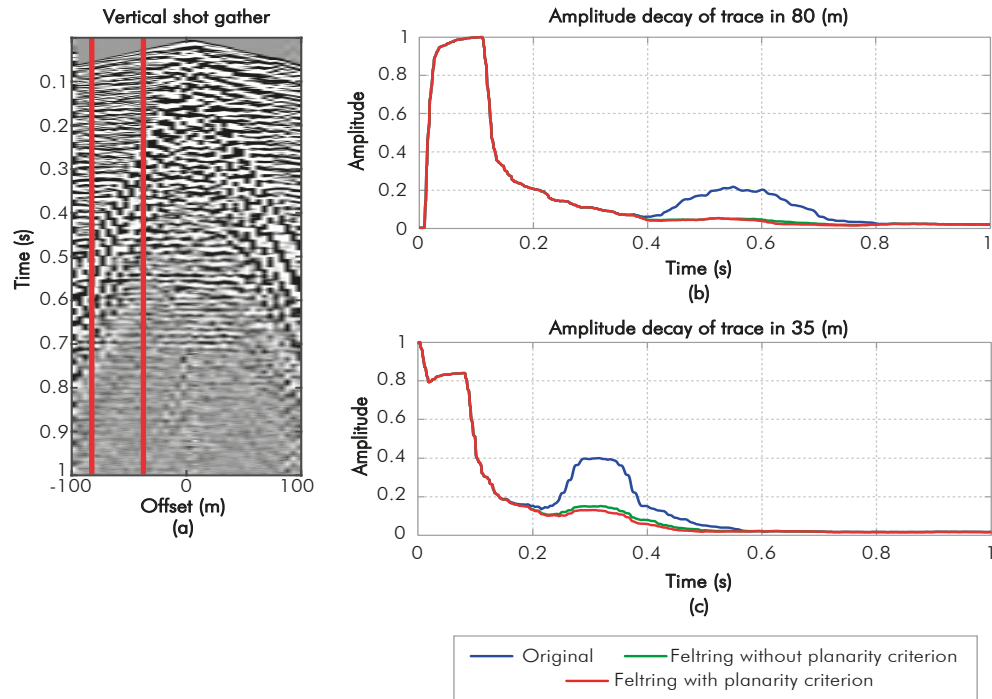 Vertical shot gather
0.1
0.2
0.3
0.4
0.5
0.6
0.7
0.8
0.9
1
Time (s)
-100
0
100
Offset (m)
(a)
Amplitude decay of trace in 80 (m)
1
0.8
0.6
0.4
0.2
0
Amplitude
0
0.2
0.4
0.6
0.8
1
Time (s)
(b)
Amplitude decay of trace in 35 (m)
1
0.8
0.6
0.4
0.2
0
Amplitude
0
0.2
0.4
0.6
0.8
1
Time (s)
(c)
Original
Feltring without planarity criterion
Feltring with planarity criterion